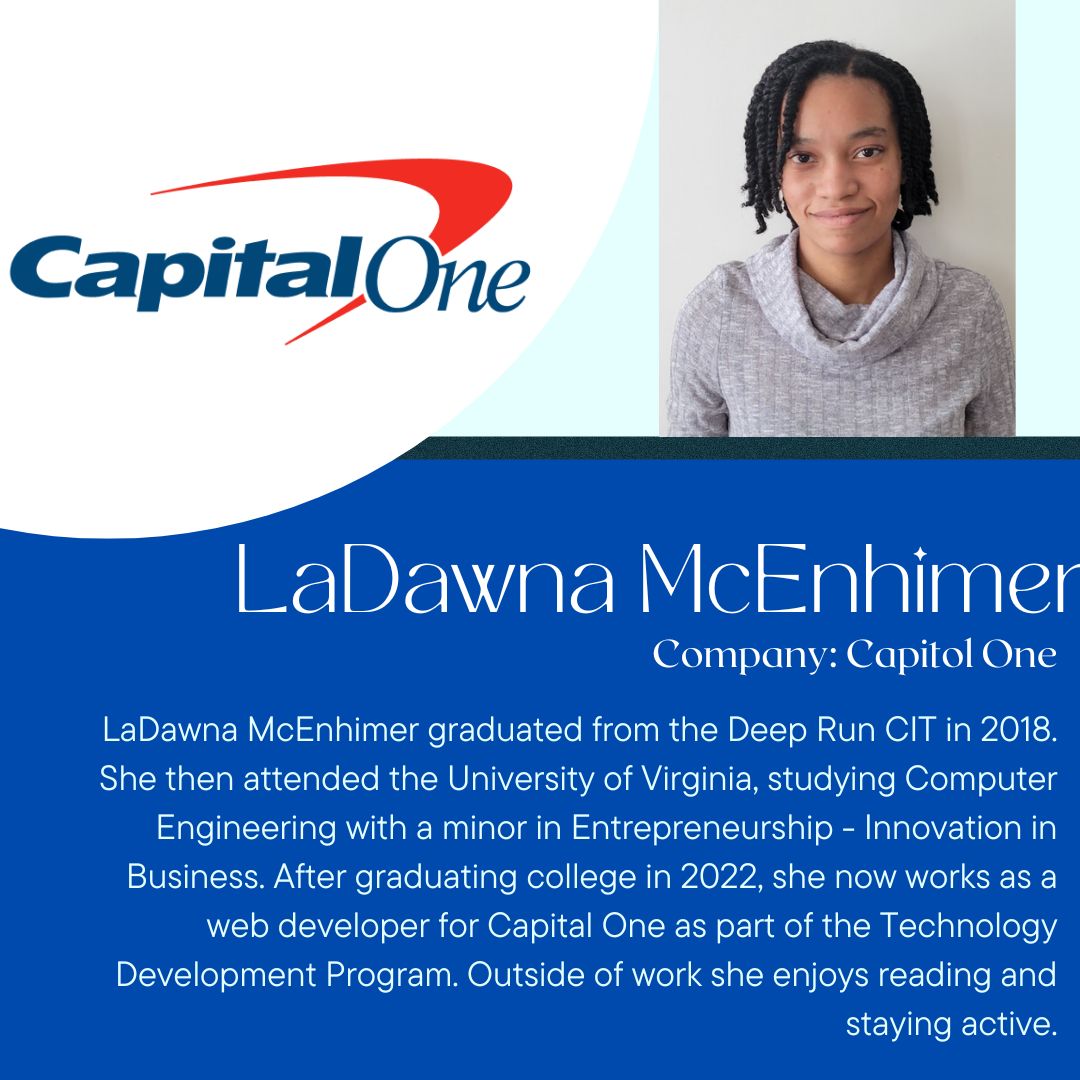 CapitalOne
LaDawna McEnhimer
Company: Capitol One
LaDawna McEnhimer graduated from the Deep Run CIT in 2018.
She then attended the University of Virginia, studying Computer
Engineering with a minor in Entrepreneurship - Innovation in
Business. After graduating college in 2022, she now works as a
web developer for Capital One as part of the Technology
Development Program. Outside of work she enjoys reading and
staying active.